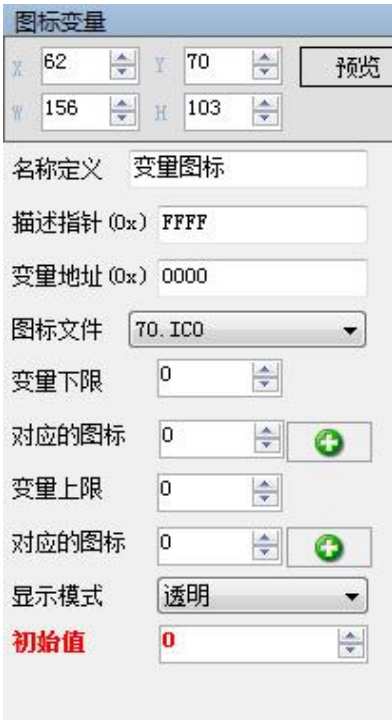 图标变量
X 62 Y 70 预览
W 156 H 103
名称定义 变量图标
描述指针(0x) FFFF
变量地址(0x) 0000
图标文件 70.ICO
变量下限 0
对应的图标 0
变量上限 0
对应的图标 0
显示模式 透明
初始值 0